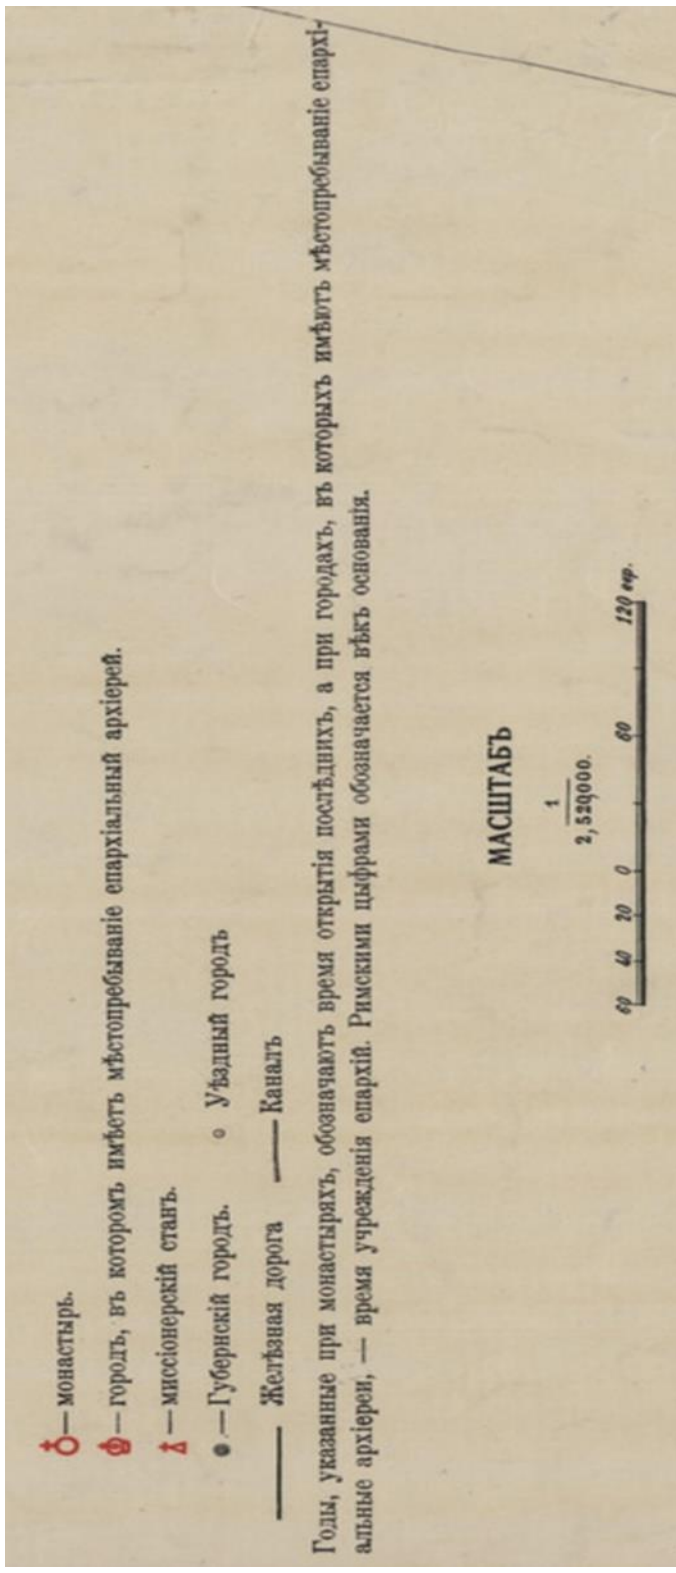 — монастырь.
— городъ, въ которомъ имѣетъ мѣстопребываніе епархіальный архіерей.
— миссіонерскій станъ.
— Губернскій городъ. ° Уѣздный городъ
— Желѣзная дорога — Каналъ
Годы, указанные при монастыряхъ, обозначаютъ время открытія послѣднихъ, а при городахъ, въ которыхъ имѣютъ мѣстопребываніе епархі-
альные архіереи, — время учрежденія епархій. Римскими цыфрами обозначается вѣкъ основанія.
МАСШТАБЪ
1
2,520,000.
60 40 20 0 60 120 вер.